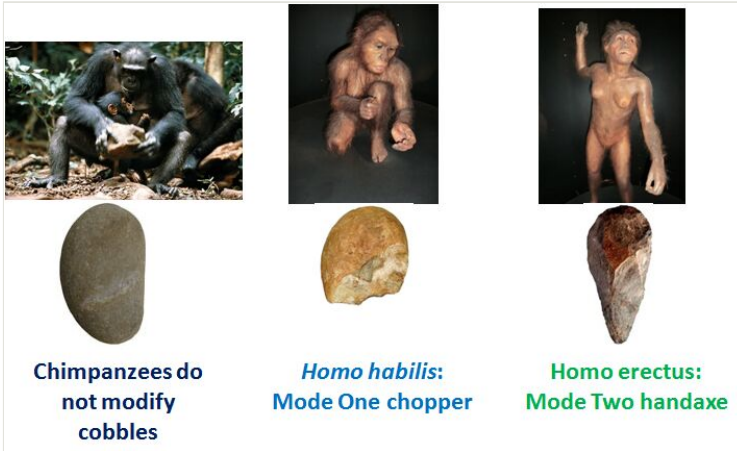 Chimpanzees do
not modify
cobbles
Homo habilis:
Mode One chopper
Homo erectus:
Mode Two handaxe